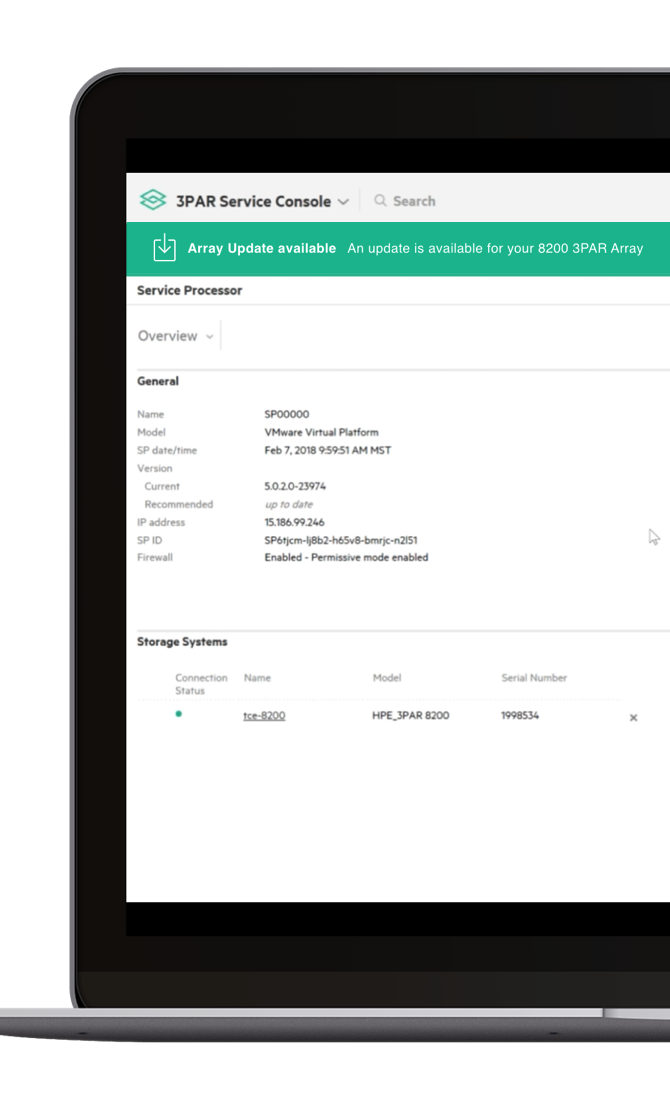 3PAR Service Console
Search
Array Update available An update is available for your 8200 3PAR Array
Service Processor
Overview
General
Name SP00000
Model VMware Virtual Platform
SP date/time Feb 7, 2018 9:59:51 AM MST
Version
Current 5.0.2.0-23974
Recommended up to date
IP address 15.186.99.246
SP ID SP6tjcm-lj8b2-h65v8-bmrjc-n2l51
Firewall Enabled - Permissive mode enabled
Storage Systems
Connection Status Name Model Serial Number
tce-8200 HPE_3PAR 8200 1998534